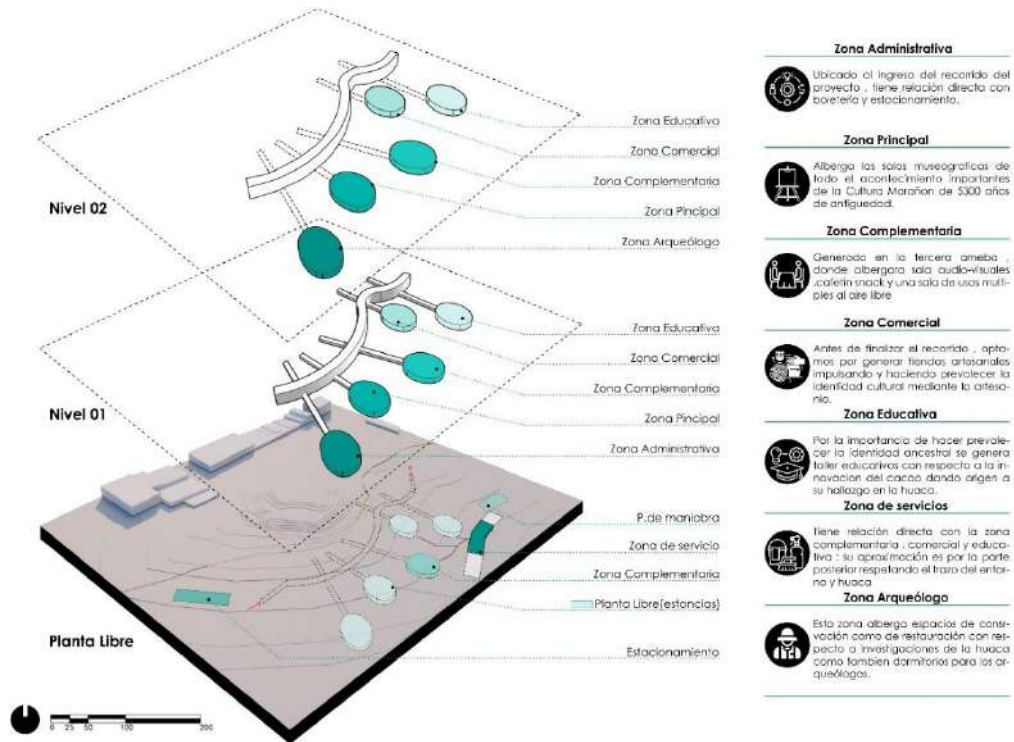 Nivel 02
Zona Educativa
Zona Comercial
Zona Complementaria
Zona Pincipal
Zona Arqueólogo
Nivel 01
Zona Educativa
Zona Comercial
Zona Complementaria
Zona Pincipal
Zona Administrativa
Planta Libre
P.de maniobra
Zona de servicio
Zona Complementaria
Planta Libre(estancias)
Estacionamiento
0 25 50 100 200
Zona Administrativa
Ubicado al ingreso del recorrido del
proyecto , tiene relación directa con
boletería y estacionamiento.
Zona Principal
Alberga las salas museograficas de
todo el acontecimiento importantes
de la Cultura Marañon de 5300 años
de antiguedad.
Zona Complementaria
Generado en la tercera ameba ,
donde albergara sala audio-visuales
,cafetin snack y una sala de usos multi-
ples al aire libre
Zona Comercial
Antes de finalizar el recorrido , opta-
mos por generar tiendas artesanales
impulsando y haciendo prevalecer la
identidad cultural mediante la artesa-
nio.
Zona Educativa
Por la importancia de hacer prevale-
cer la identidad ancestral se genera
taller educativos con respecto a la in-
novacion del cacao dando origen a
su hallazgo en la huaca.
Zona de servicios
Tiene relación directa con la zona
complementaria , comercial y educa-
tiva ; su aproximación es por la parte
posterior respetando el trazo del entor-
no y huaca
Zona Arqueólogo
Esta zona alberga espacios de consr-
vación como de restauración con res-
pecto a investigaciones de la huaca
como tambien dormitorios para los ar-
queólogos.